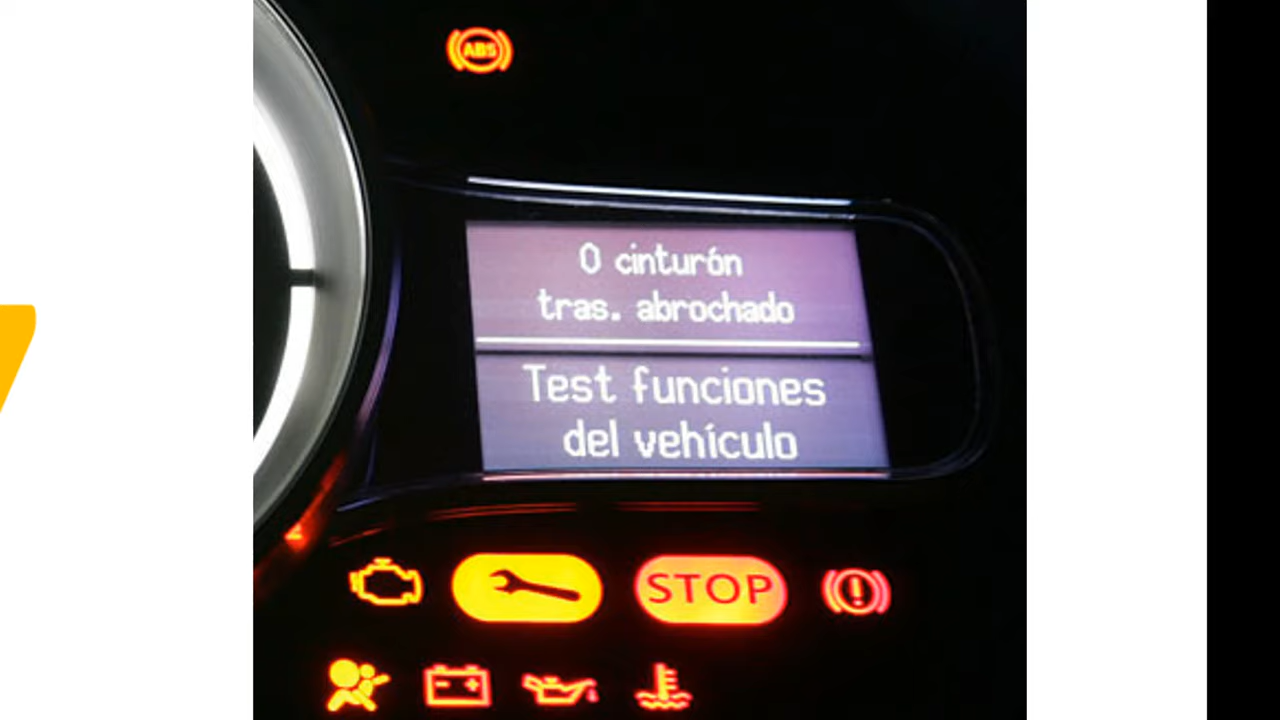 ABS
0 cinturón
tras. abrochado
Test funciones
del vehículo
STOP